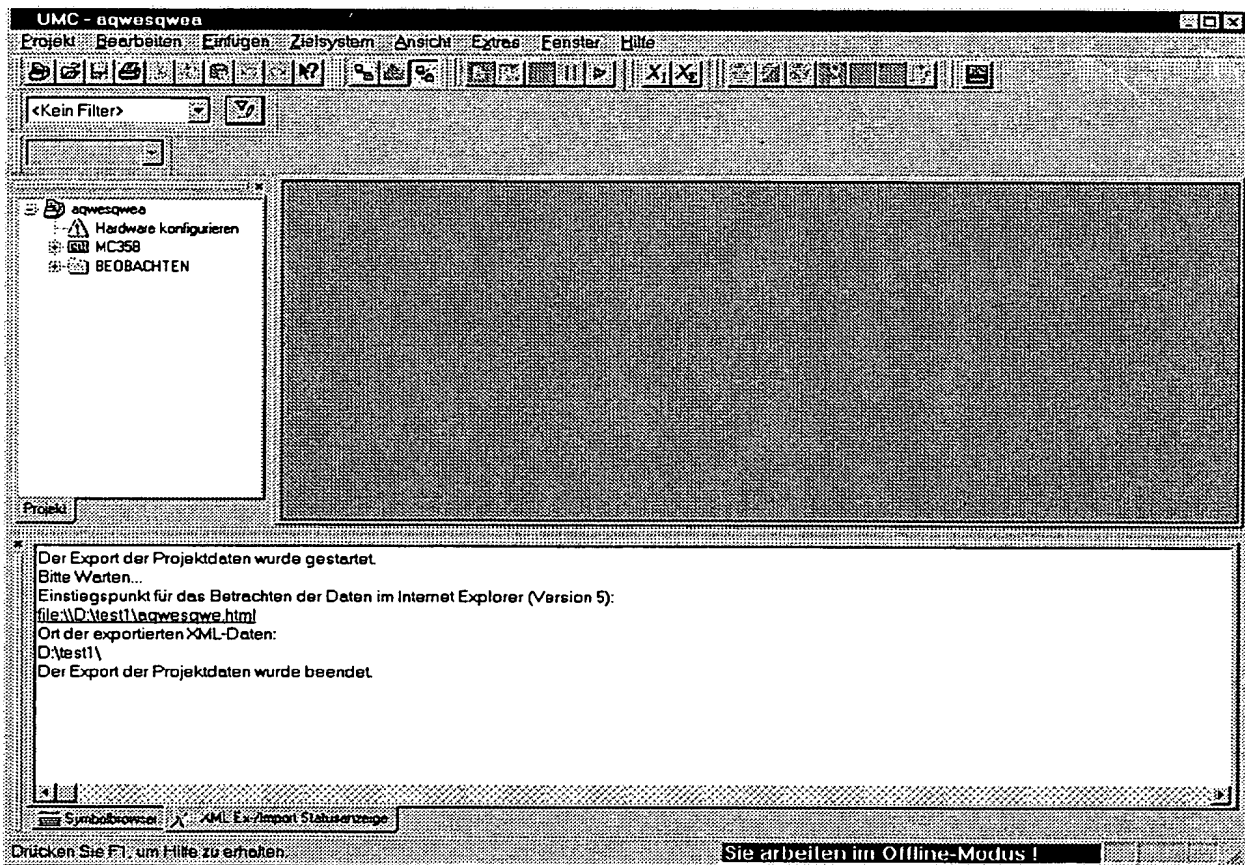 UMC - aqwesqwea
Projekt Bearbeiten Einfügen Zielsystem Ansicht Extras Fenster Hilfe
<Kein Filter>
aqwesqwea
Hardware konfigurieren
MC358
BEOBACHTEN
Projekt
Der Export der Projektdaten wurde gestartet.
Bitte Warten...
Einstiegspunkt für das Betrachten der Daten im Internet Explorer (Version 5):
file:\\D:\test1\aqwesqwe.html
Ort der exportierten XML-Daten:
D:\test1\
Der Export der Projektdaten wurde beendet.
Symbolbrowser XML Ex-/Import Statusanzeige
Drücken Sie F1, um Hilfe zu erhalten. Sie arbeiten im Offline-Modus !